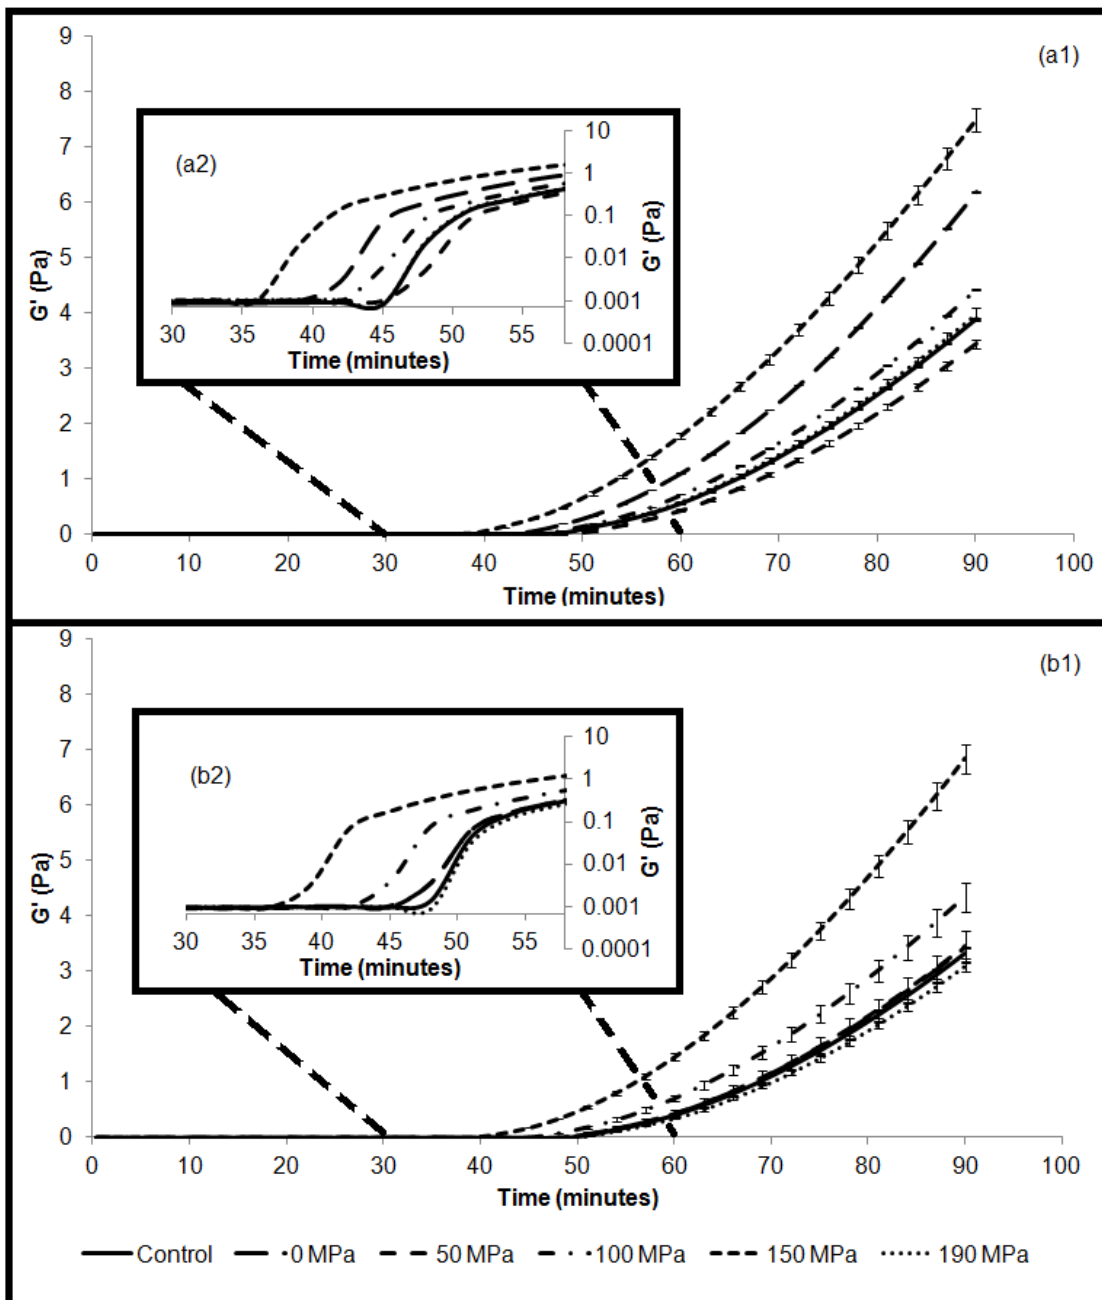 (a1)
9
8
7
6
5
4
3
2
1
0
G' (Pa)
0 10 20 30 40 50 60 70 80 90 100
Time (minutes)
(a2)
10
1
0.1
0.01
0.001
0.0001
G' (Pa)
30 35 40 45 50 55
Time (minutes)
(b1)
9
8
7
6
5
4
3
2
1
0
G' (Pa)
0 10 20 30 40 50 60 70 80 90 100
Time (minutes)
(b2)
10
1
0.1
0.01
0.001
0.0001
G' (Pa)
30 35 40 45 50 55
Time (minutes)
Control 0 MPa 50 MPa 100 MPa 150 MPa 190 MPa